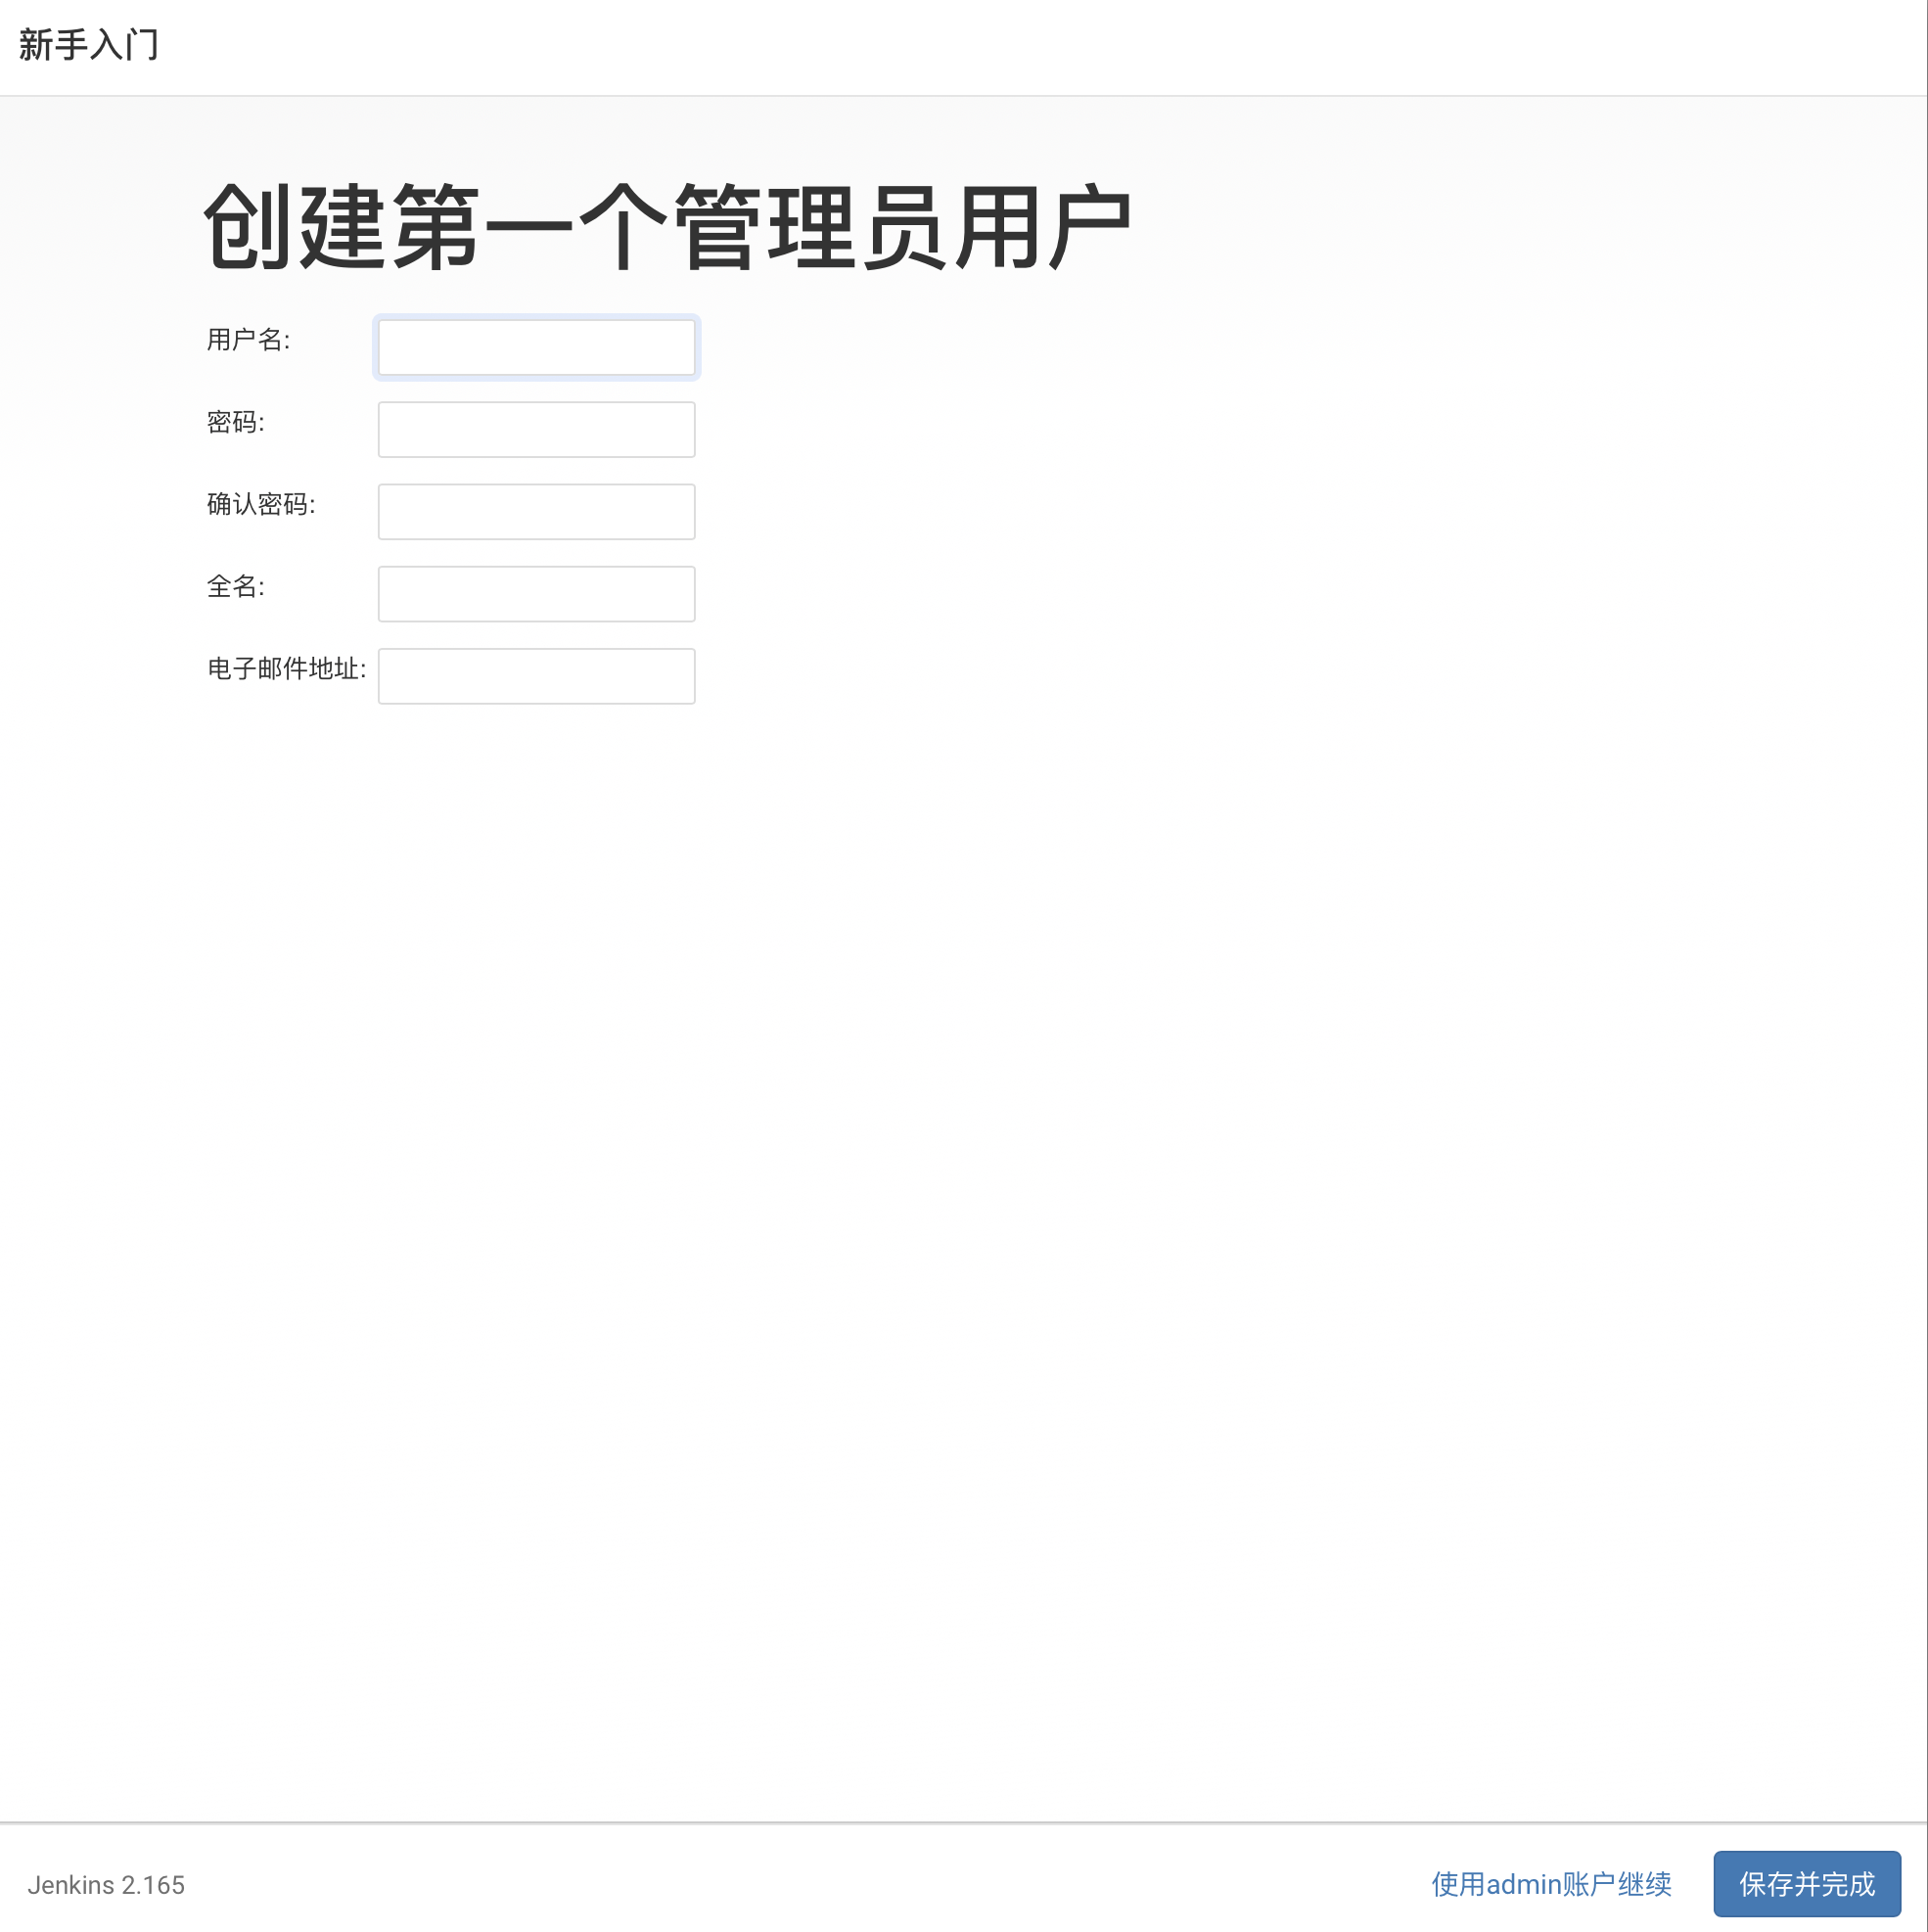 新手入门
创建第一个管理员用户
用户名:
密码:
确认密码:
全名:
电子邮件地址:
Jenkins 2.165
使用admin账户继续
保存并完成